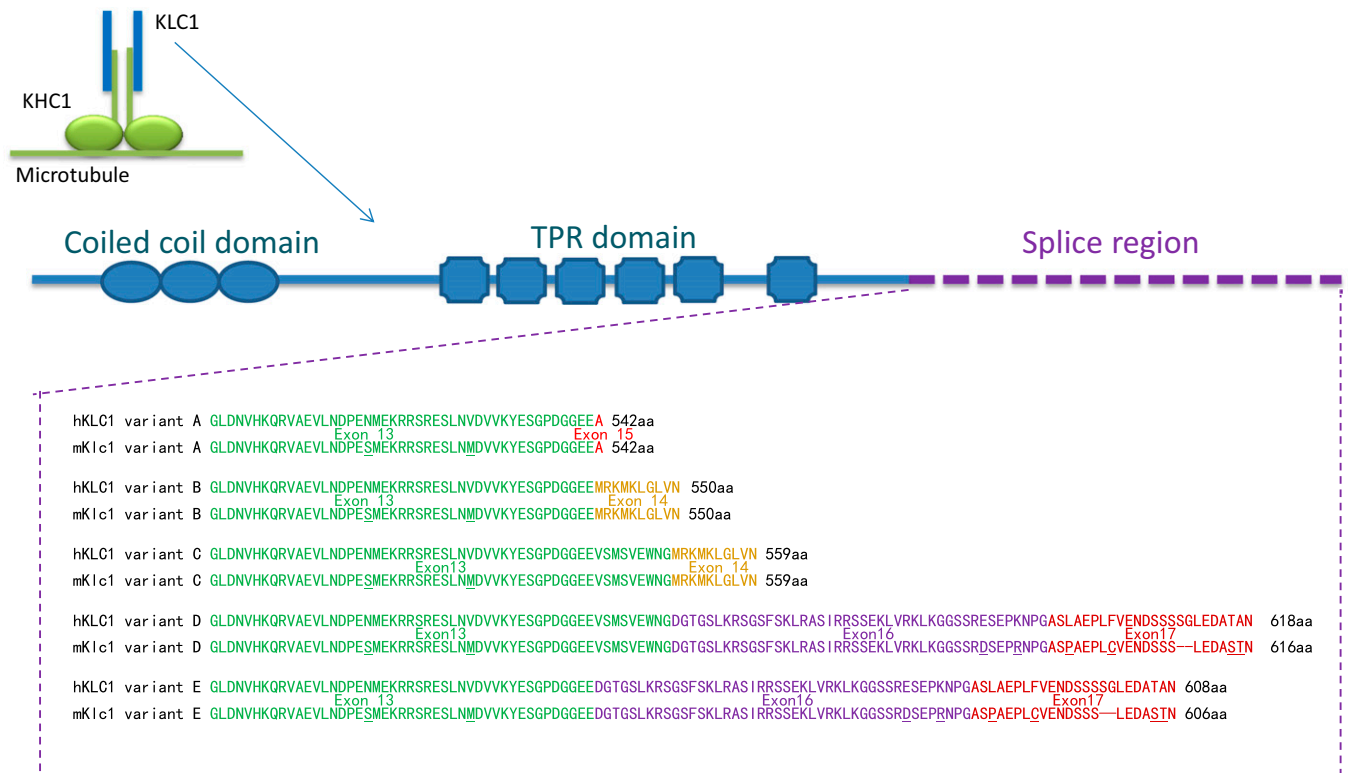 KLC1
KHC1
Microtubule
Coiled coil domain
TPR domain
Splice region
hKLC1 variant A GLDNVHKQRVAEVLNDPENMEKRRSRESLNVDVVKYESGPDGGEEA 542aa
Exon 13 Exon 15
mKlc1 variant A GLDNVHKQRVAEVLNDPESMEKRRSRESLNMDVVKYESGPDGGEEA 542aa
hKLC1 variant B GLDNVHKQRVAEVLNDPENMEKRRSRESLNVDVVKYESGPDGGEEMRKMKLGLVN 550aa
Exon 13 Exon 14
mKlc1 variant B GLDNVHKQRVAEVLNDPESMEKRRSRESLNMDVVKYESGPDGGEEMRKMKLGLVN 550aa
hKLC1 variant C GLDNVHKQRVAEVLNDPENMEKRRSRESLNVDVVKYESGPDGGEEVSMSVEWNGMRKMKLGLVN 559aa
Exon13 Exon 14
mKlc1 variant C GLDNVHKQRVAEVLNDPESMEKRRSRESLNMDVVKYESGPDGGEEVSMSVEWNGMRKMKLGLVN 559aa
hKLC1 variant D GLDNVHKQRVAEVLNDPENMEKRRSRESLNVDVVKYESGPDGGEEVSMSVEWNGDGTGSLKRSGSFSKLRASIRRSSEKLVRKLKGGSSRESEPKNPGASLAEPLFVENDSSSSGLEDATAN 618aa
Exon13 Exon16 Exon17
mKlc1 variant D GLDNVHKQRVAEVLNDPESMEKRRSRESLNMDVVKYESGPDGGEEVSMSVEWNGDGTGSLKRSGSFSKLRASIRRSSEKLVRKLKGGSSRDSEPRNPGASPAEPLCVENDSSS--LEDASTN 616aa
hKLC1 variant E GLDNVHKQRVAEVLNDPENMEKRRSRESLNVDVVKYESGPDGGEEDGTGSLKRSGSFSKLRASIRRSSEKLVRKLKGGSSRESEPKNPGASLAEPLFVENDSSSSGLEDATAN 608aa
Exon 13 Exon16 Exon17
mKlc1 variant E GLDNVHKQRVAEVLNDPESMEKRRSRESLNMDVVKYESGPDGGEEDGTGSLKRSGSFSKLRASIRRSSEKLVRKLKGGSSRDSEPRNPGASPAEPLCVENDSSS--LEDASTN 606aa